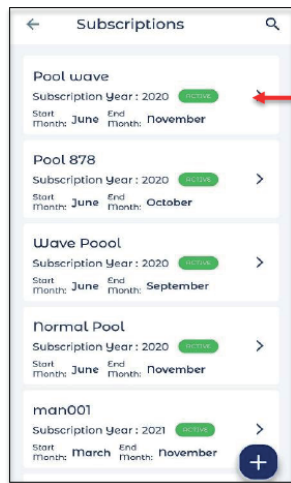 Subscriptions
Pool wave
Subscription Year : 2020 ACTIVE
Start Month: June End Month: November
Pool 878
Subscription Year : 2020 ACTIVE
Start Month: June End Month: October
Wave Poool
Subscription Year : 2020 ACTIVE
Start Month: June End Month: September
Normal Pool
Subscription Year : 2020 ACTIVE
Start Month: June End Month: November
man001
Subscription Year : 2021 ACTIVE
Start Month: March End Month: November